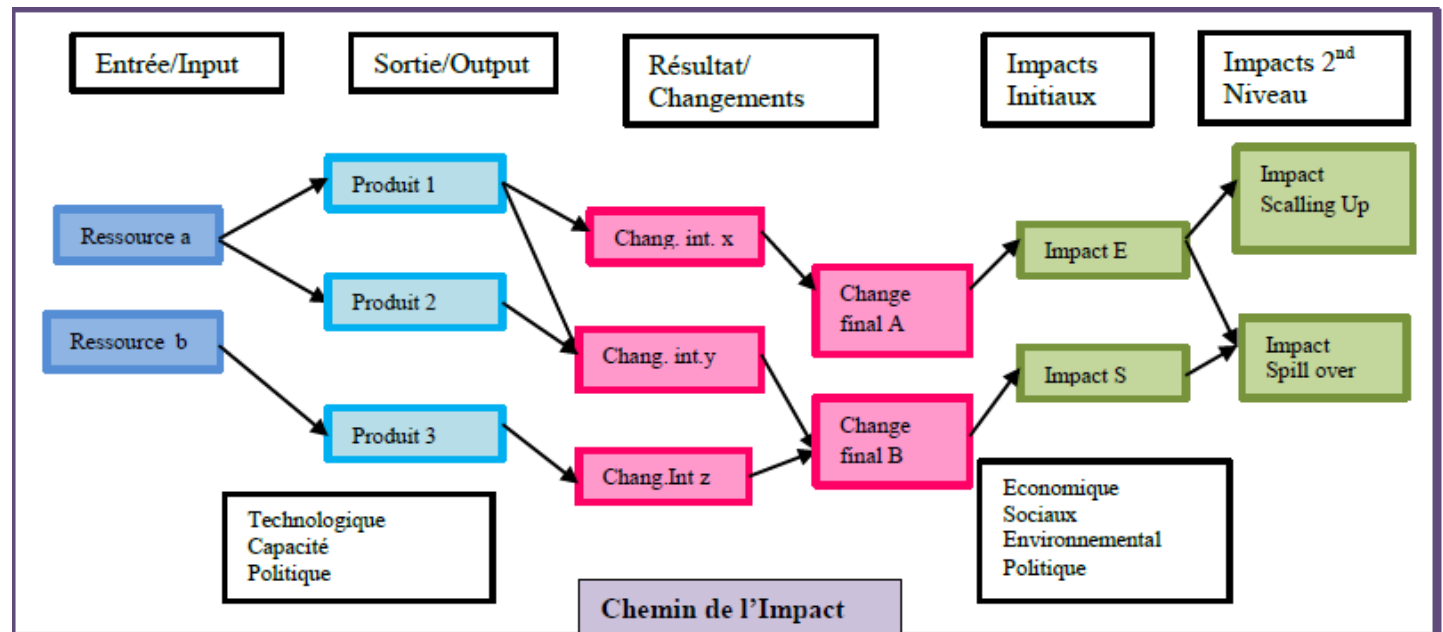 Entrée/Input
Sortie/Output
Résultat/
Changements
Impacts
Initiaux
Impacts 2nd
Niveau
Ressource a
Ressource b
Produit 1
Produit 2
Produit 3
Chang. int. x
Chang. int.y
Chang.Int z
Change
final A
Change
final B
Impact E
Impact S
Impact
Scalling Up
Impact
Spill over
Technologique
Capacité
Politique
Economique
Sociaux
Environnemental
Politique
Chemin de l’Impact